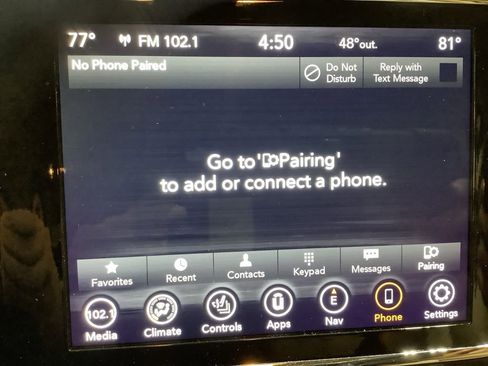 77° FM 102.1 4:50 48°out. 81°
No Phone Paired
Do Not
Disturb
Reply with
Text Message
Go to 'Pairing'
to add or connect a phone.
Favorites Recent Contacts Keypad Messages Pairing
102.1 E
Media Climate Controls Apps Nav Phone Settings